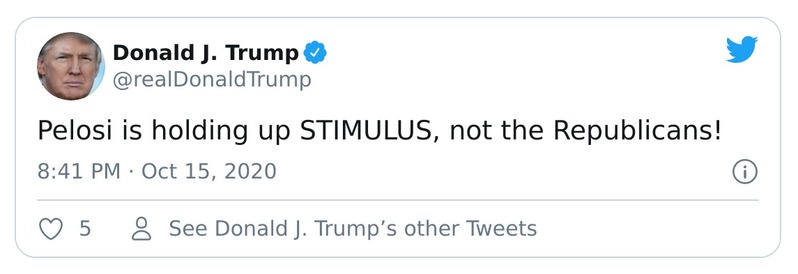 Donald J. Trump
@realDonaldTrump
Pelosi is holding up STIMULUS, not the Republicans!
8:41 PM · Oct 15, 2020
5
See Donald J. Trump’s other Tweets